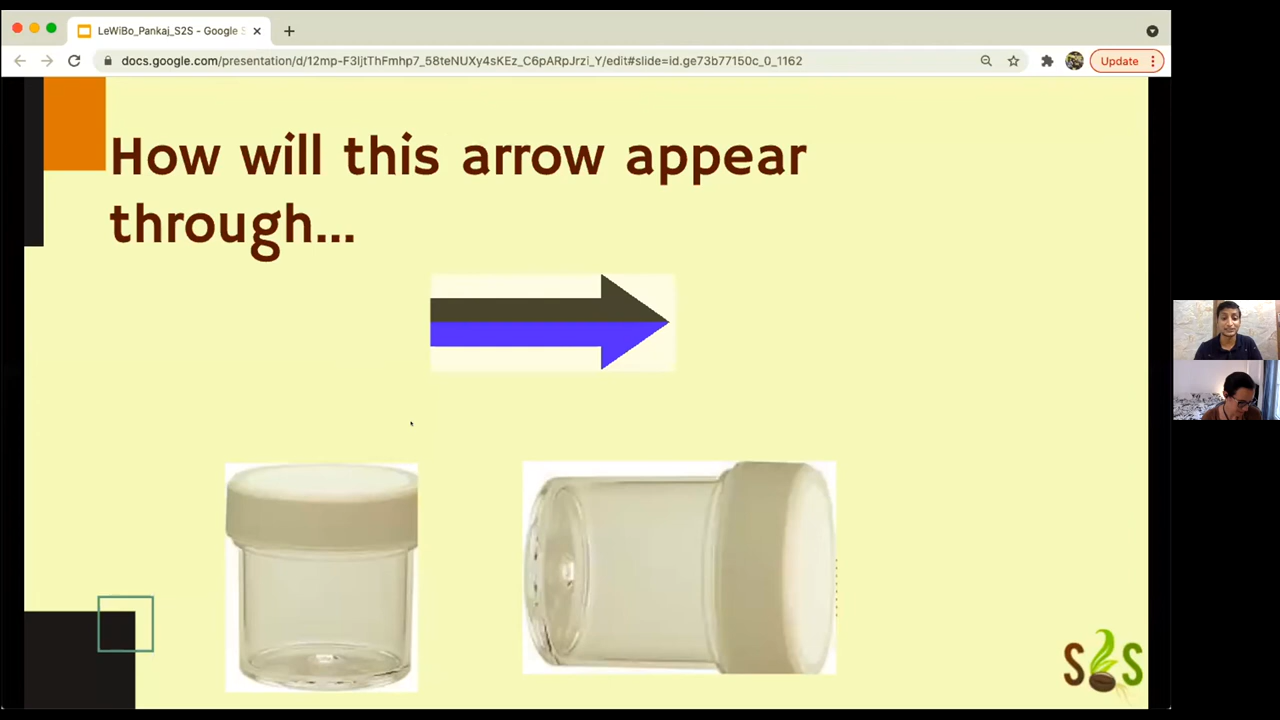 LeWiBo_Pankaj_S2S - Google S
docs.google.com/presentation/d/12mp-F3ljtThFmhp7_58teNUXy4sKEz_C6pARpJrzi_Y/edit#slide=id.ge73b77150c_0_1162
Update
How will this arrow appear
through...
S S